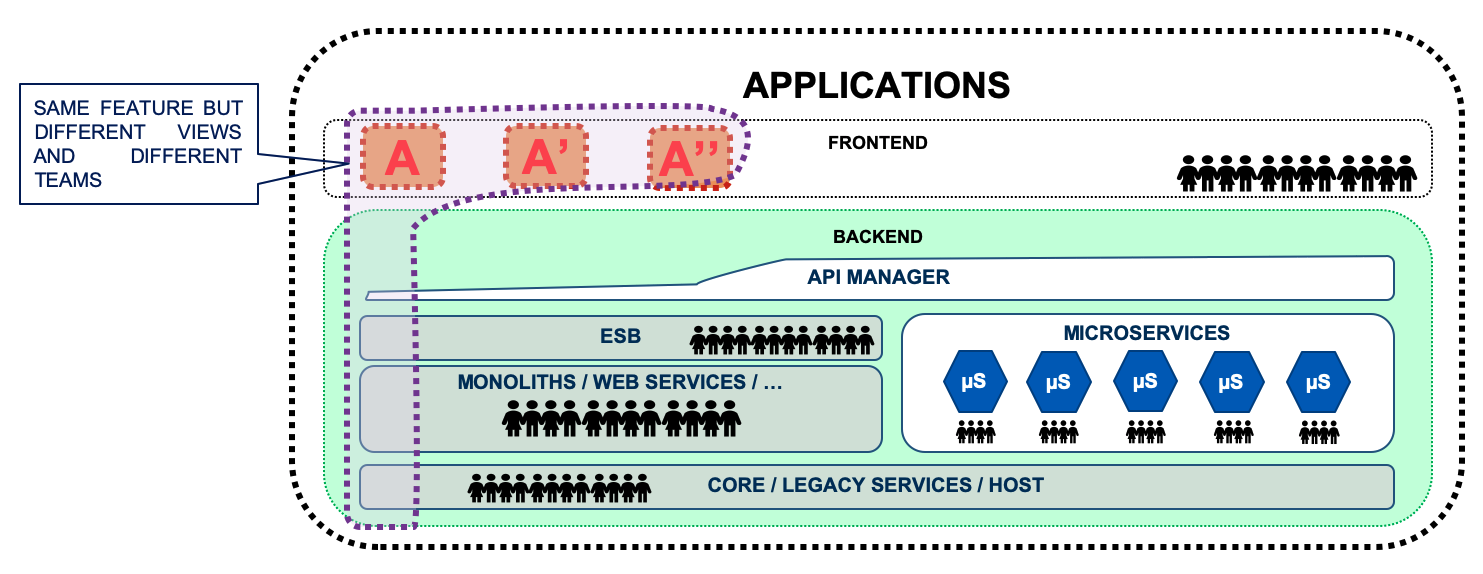 APPLICATIONS
SAME FEATURE BUT
DIFFERENT VIEWS
AND DIFFERENT
TEAMS
FRONTEND
A A’ A’’
BACKEND
API MANAGER
ESB
MICROSERVICES
µS µS µS µS µS
MONOLITHS / WEB SERVICES / …
CORE / LEGACY SERVICES / HOST